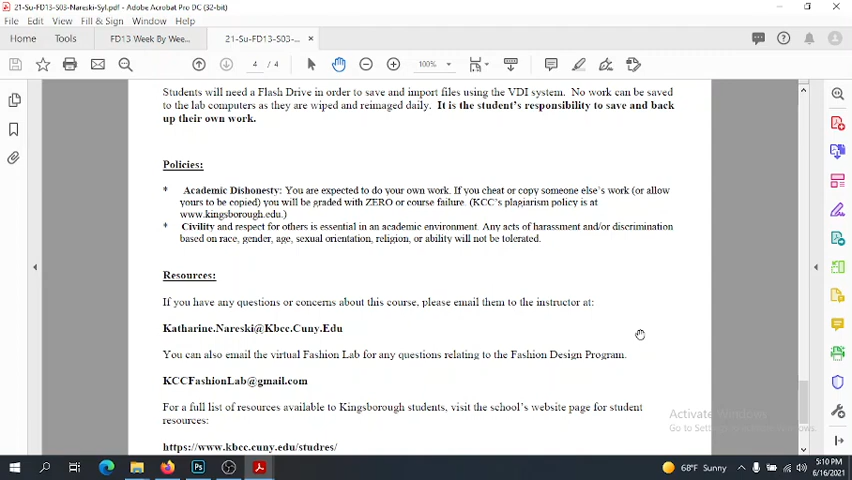 21-Su-FD13-S03-Nareski-Syl.pdf - Adobe Acrobat Pro DC (32-bit)
File Edit View Fill & Sign Window Help
Home Tools FD13 Week By Wee... 21-Su-FD13-S03-... ×
4 / 4 100%
Students will need a Flash Drive in order to save and import files using the VDI system. No work can be saved
to the lab computers as they are wiped and reimaged daily. It is the student's responsibility to save and back
up their own work.
Policies:
* Academic Dishonesty: You are expected to do your own work. If you cheat or copy someone else's work (or allow
yours to be copied) you will be graded with ZERO or course failure. (KCC's plagiarism policy is at
www.kingsborough.edu.)
* Civility and respect for others is essential in an academic environment. Any acts of harassment and/or discrimination
based on race, gender, age, sexual orientation, religion, or ability will not be tolerated.
Resources:
If you have any questions or concerns about this course, please email them to the instructor at:
Katharine.Nareski@Kbcc.Cuny.Edu
You can also email the virtual Fashion Lab for any questions relating to the Fashion Design Program.
KCCFashionLab@gmail.com
For a full list of resources available to Kingsborough students, visit the school's website page for student
resources:
https://www.kbcc.cuny.edu/studres/
Activate Windows
Go to Settings to activate Windows.
Ps
68°F Sunny
5:10 PM
6/16/2021